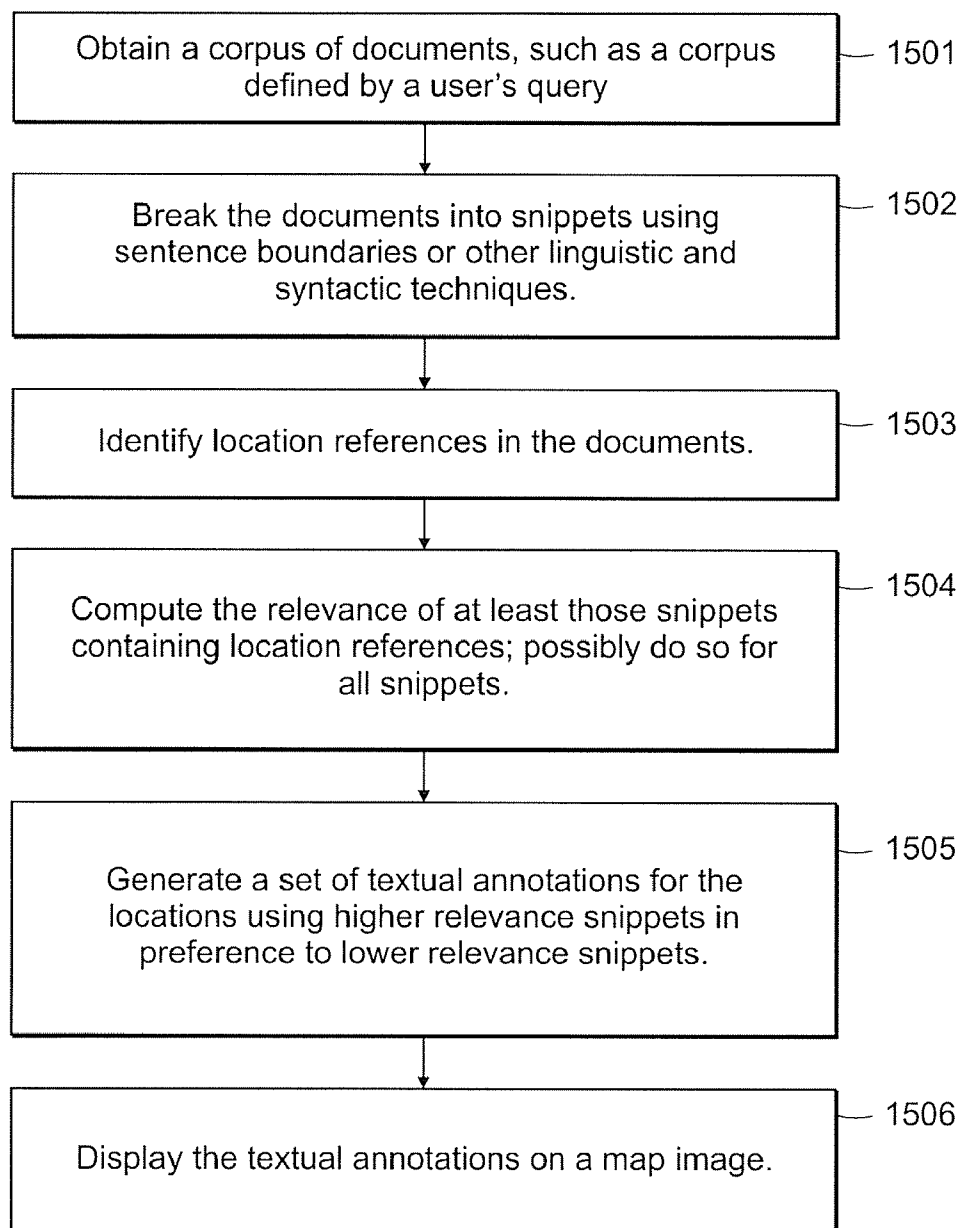 Obtain a corpus of documents, such as a corpus
defined by a user's query
1501
Break the documents into snippets using
sentence boundaries or other linguistic and
syntactic techniques.
1502
Identify location references in the documents.
1503
Compute the relevance of at least those snippets
containing location references; possibly do so for
all snippets.
1504
Generate a set of textual annotations for the
locations using higher relevance snippets in
preference to lower relevance snippets.
1505
Display the textual annotations on a map image.
1506